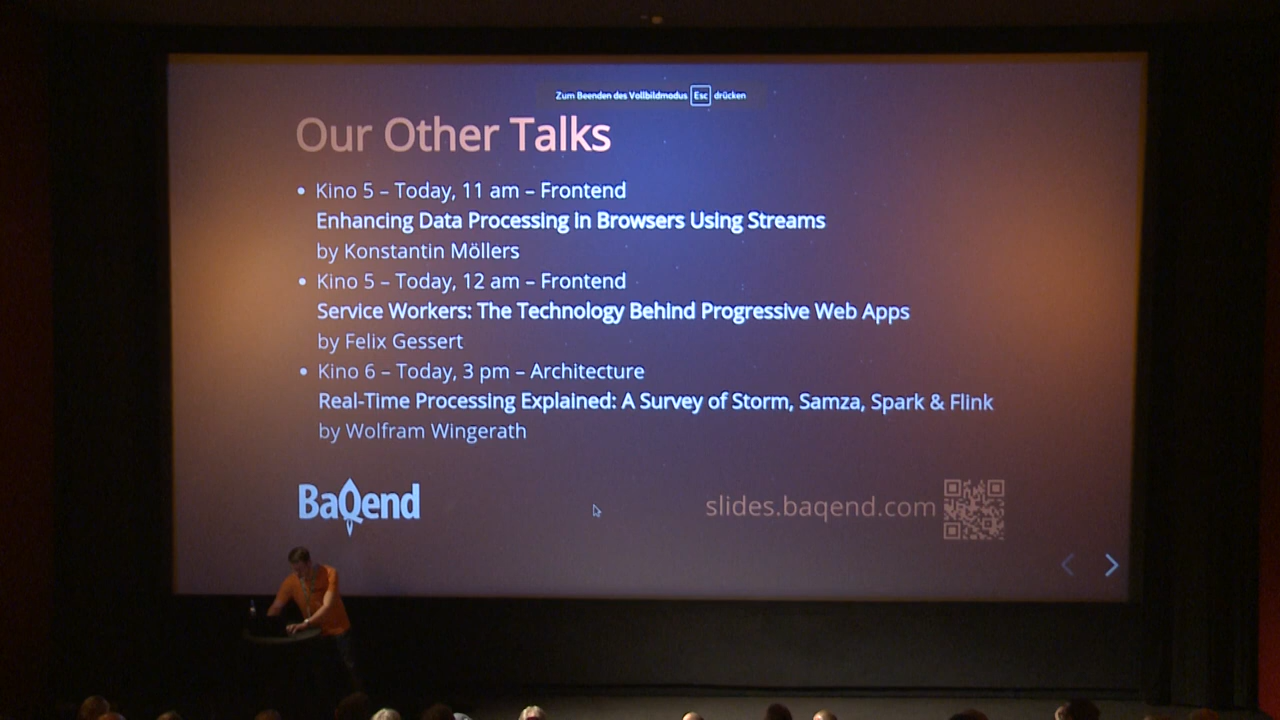 Zum Beenden des Vollbildmodus Esc drücken
Our Other Talks
• Kino 5 – Today, 11 am – Frontend
Enhancing Data Processing in Browsers Using Streams
by Konstantin Möllers
• Kino 5 – Today, 12 am – Frontend
Service Workers: The Technology Behind Progressive Web Apps
by Felix Gessert
• Kino 6 – Today, 3 pm – Architecture
Real-Time Processing Explained: A Survey of Storm, Samza, Spark & Flink
by Wolfram Wingerath
BaQend
slides.baqend.com